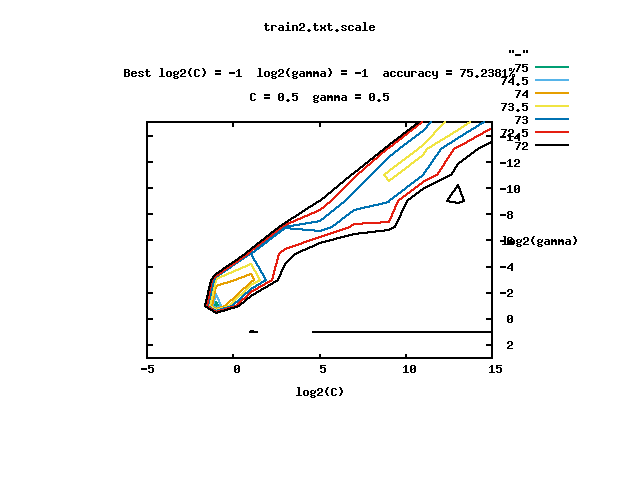 train2.txt.scale
"-"
Best log2(C) = -1  log2(gamma) = -1  accuracy = 75.2381%
75
74.5
C = 0.5  gamma = 0.5
74
73.5
73
72.5
-14
72
-12
-10
-8
-6
log2(gamma)
-4
-2
0
2
-5 0 5 10 15
log2(C)